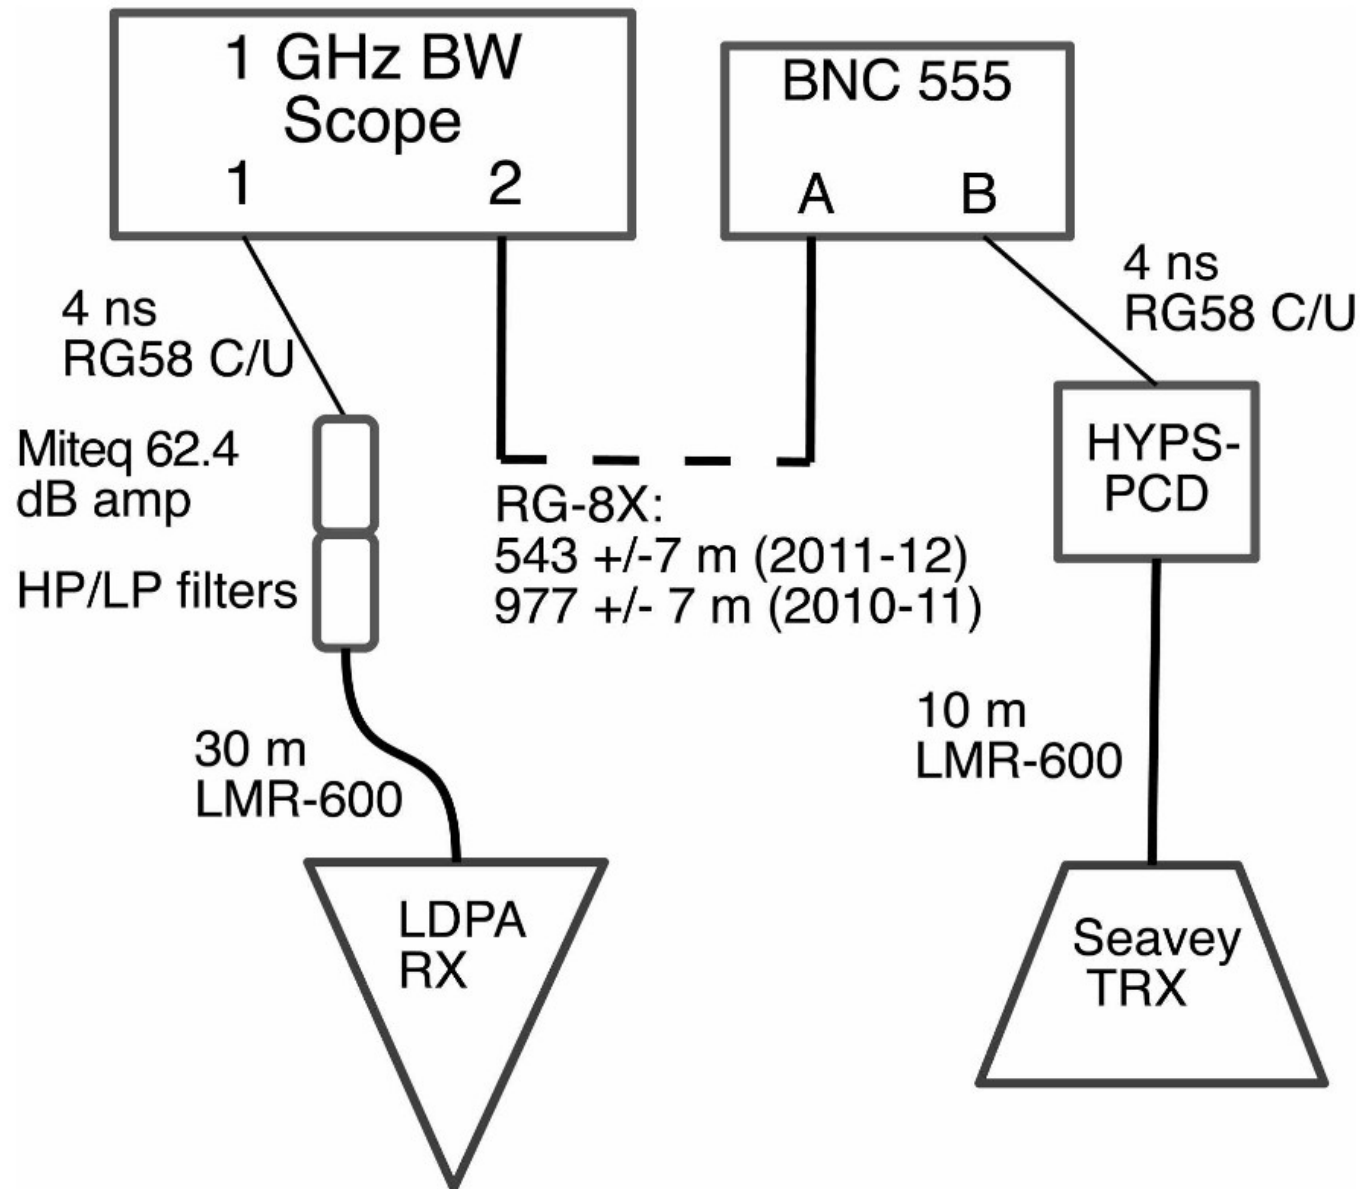 1 GHz BW
Scope
1 2
BNC 555
A B
4 ns
RG58 C/U
4 ns
RG58 C/U
Miteq 62.4
dB amp
HP/LP filters
RG-8X:
543 +/-7 m (2011-12)
977 +/- 7 m (2010-11)
HYPS-
PCD
30 m
LMR-600
10 m
LMR-600
LDPA
RX
Seavey
TRX